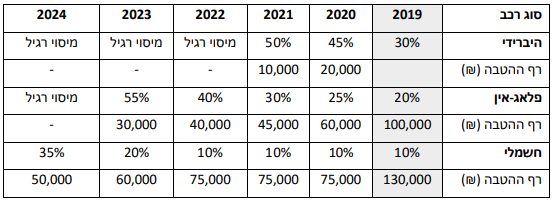 סוג רכב 2019 2020 2021 2022 2023 2024
היברידי 30% 45% 50% מיסוי רגיל מיסוי רגיל מיסוי רגיל
רף ההטבה (₪) 20,000 10,000 - - -
פלאג-אין 20% 25% 30% 40% 55% מיסוי רגיל
רף ההטבה (₪) 100,000 60,000 45,000 40,000 30,000 -
חשמלי 10% 10% 10% 10% 20% 35%
רף ההטבה (₪) 130,000 75,000 75,000 75,000 60,000 50,000